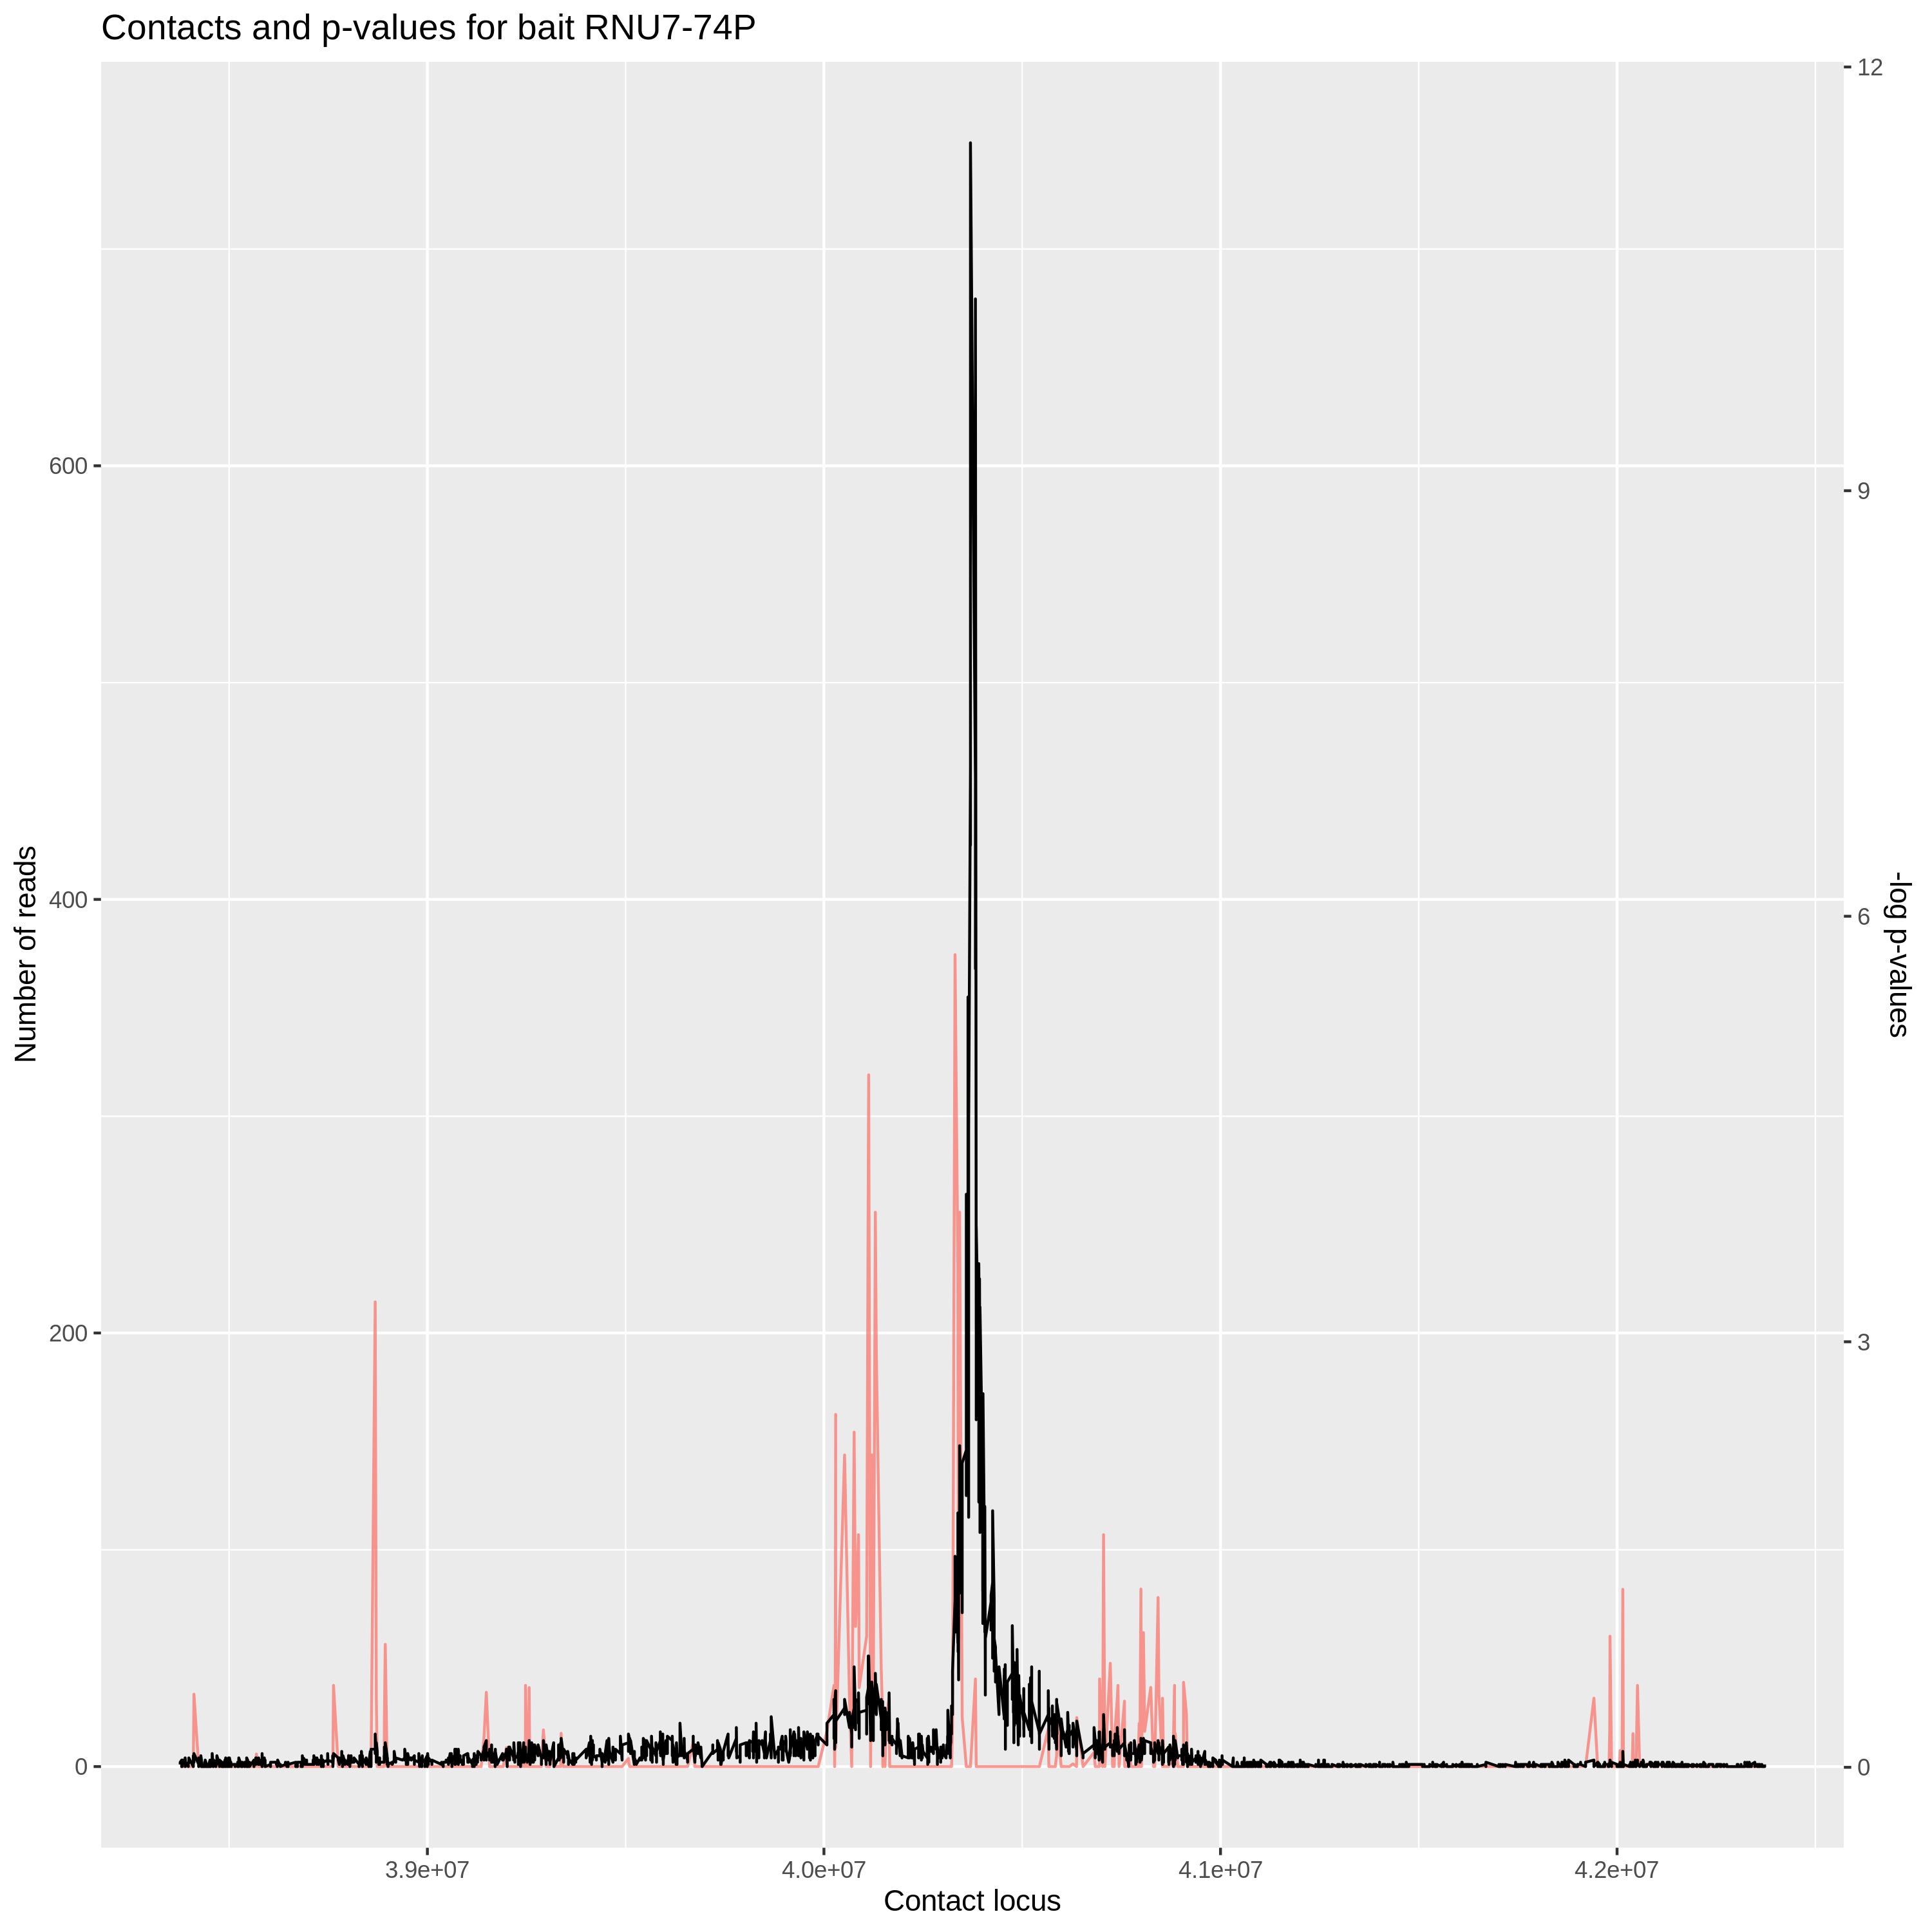 Contacts and p-values for bait RNU7-74P
12
600
9
400
6
Number of reads
-log p-values
200
3
0
0
3.9e+07
4.0e+07
4.1e+07
4.2e+07
Contact locus